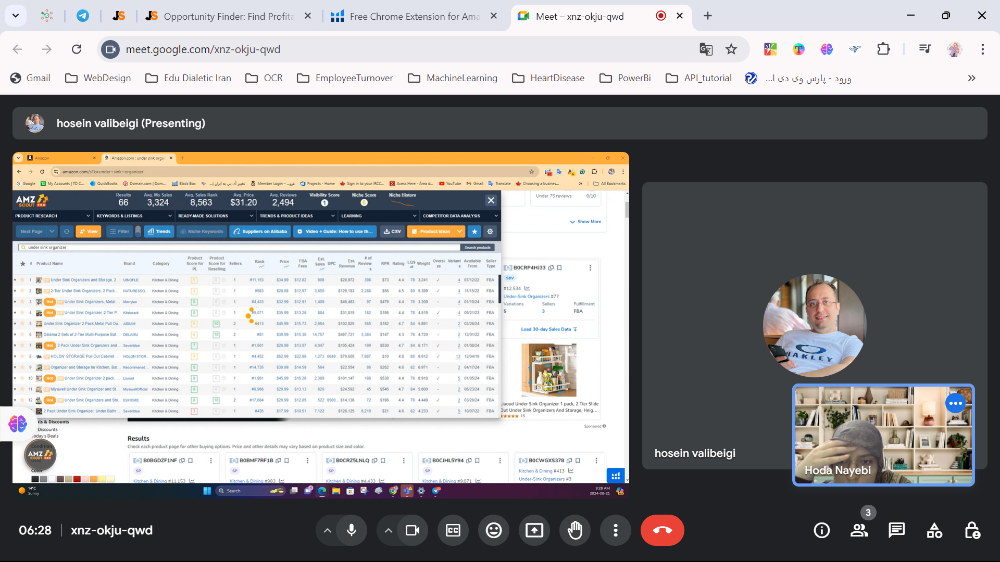 Opportunity Finder: Find Profita
Free Chrome Extension for Ama
Meet – xnz-okju-qwd
meet.google.com/xnz-okju-qwd
Gmail
WebDesign
Edu Dialetic Iran
OCR
EmployeeTurnover
MachineLearning
HeartDisease
PowerBi
API_tutorial
ورود - پارس وی دی ا...
hosein valibeigi (Presenting)
Amazon
Amazon.com : under sink orga
amazon.com/s?k=under+sink+organizer
Google
My Accounts | TD C...
QuickBooks
Domain.com | Dom...
Black Box
تغییر آی پی به ایران |...
Member Login – ...فرو
Projects - Home
Sign in to your IRCC...
Acess Here - Área d...
YouTube
Gmail
Translate
Choosing a busines...
All Bookmarks
AMZ SCOUT PRO
Results 66
Avg. Mo Sales 3,324
Avg. Sales Rank 8,563
Avg. Price $31.20
Avg. Reviews 2,494
Visibility Score 1
Niche Score 6
Niche History
PRODUCT RESEARCH
KEYWORDS & LISTINGS
READY-MADE SOLUTIONS
TRENDS & PRODUCT IDEAS
LEARNING
COMPETITOR DATA ANALYSIS
Next Page
View
Filter
Trends
Niche Keywords
Suppliers on Alibaba
Video + Guide: How to use th...
CSV
Product Ideas
under sink organizer
Search products
# Product Name Brand Category Product Score for PL Product Score for Reselling Sellers Rank Price FBA Fees Est. Sales UPC Est. Revenue # of Reviews RPR Rating LQS Weight Oversize Variants Available From Seller Type
1 Under Sink Organizers and Storage, 2 ... UINOFLE Kitchen & Dining 5 0 1 #11,153 $34.99 $12.82 908 $28,972 398 $73 4.4 78 3.241 ✓ 4 07/12/22 FBA
2 2-Tier Under Sink Organizers, 2 Pack ... NATURESSO... Kitchen & Dining 4 0 1 #983 $28.88 $12.97 3,650 $129,183 2,288 $56 4.5 80 5.399 ✓ 4 11/15/22 FBA
3 Hot Under Sink Organizers, Metal ... Merrylun Kitchen & Dining 8 0 1 #4,433 $32.99 $12.91 1,409 $46,483 97 $479 4.4 78 3.309 - 4 01/10/24 FBA
4 Hot Under Sink Organizer, 2 Tier P... Kitstorack Kitchen & Dining 8 0 1 #9,071 $35.99 $13.26 884 $31,815 162 $196 4.4 78 4.519 ✓ 4 09/21/23 FBA
5 Under Sink Organizer 2 Pack,Metal Pull Ou... AIDIAM Kitchen & Dining 6 10 2 #413 $45.99 $15.73 2,664 $102,825 565 $182 4.7 84 5.891 ✓ 2 02/26/24 FBA
6 Delamu 2 Sets of 2-Tier Multi-Purpose Bat... DELAMU Kitchen & Dining 6 10 2 #81 $39.99 $15.30 14,757 $497,721 3,384 $147 4.3 76 4.720 - 2 12/01/22 FBA
7 Hot 3 Pack Under Sink Organizers and ... Sevenblue Kitchen & Dining 7 0 1 #1,601 $26.99 $13.07 4,047 $105,424 199 $530 4.7 84 6.171 ✓ 2 01/08/24 FBA
8 HOLDN' STORAGE Pull Out Cabinet ... HOLDN'STOR... Kitchen & Dining 4 0 1 #4,452 $62.99 $22.86 1,273 6649... $79,605 7,887 $10 4.8 86 9.612 ✓ 13 12/04/19 FBA
9 Organizer and Storage for Kitchen, Bat... Recommened... Kitchen & Dining 8 0 1 #14,735 $39.99 $14.59 564 $22,554 86 $262 4.6 82 6.971 - 2 04/17/24 FBA
10 Hot Under Sink Organizer 2 pack, ... Liuoud Kitchen & Dining 8 0 1 #1,961 $45.99 $16.28 2,389 $101,147 188 $538 4.4 78 8.918 ✓ 5 01/05/24 FBA
11 Miyawell Under Sink Organizer and St... MiyawellOfficial Kitchen & Dining 8 0 1 #9,966 $29.99 $13.13 820 $24,592 45 $546 4.7 84 5.800 - 2 06/23/24 FBA
12 Hot Under Sink Organizers and Sto... EUHOME Kitchen & Dining 8 10 2 #17,604 $29.99 $12.85 522 8500... $14,136 72 $196 4.4 78 4.449 ✓ 2 03/26/24 FBA
2 Pack Under Sink Organizer, Under Bathr... Sevenblue Kitchen & Dining 3 0 1 #435 $17.99 $10.51 7,122 $128,125 6,219 $21 4.6 82 4.233 ✓ 5 10/07/22 FBA
Under 75 reviews 0/10
Show More
B0CRP4HJ33
SBV
#12,534
Under-Sink Organizers #77
Variations Sellers Fulfillment
5 3 FBA
Load 30-day Sales Data
Liuoud Under Sink Organizer 1 pack, 2 Tier Slide
Out Under Sink Organizers And Storage, Heig...
13
Sponsored
ls & Discounts
Discounts
oday's Deals
Condition
Used
Color
AMZ SCOUT PRO
Results
Check each product page for other buying options. Price and other details may vary based on product size and color.
B0BGDZF1NF
SP
Kitchen & Dining #11,153
B0BMF7RF1B
SP
Kitchen & Dining #983
B0CRZ5LNLQ
SP
Kitchen & Dining #4,433
B0CJHL5Y94
SP
Kitchen & Dining #9,071
B0CWGXS378
Kitchen & Dining #413
Under-Sink Organizers #3
14°C
Sunny
Search
9:28 AM
2024-08-21
OAKLEY
hosein valibeigi
Hoda Nayebi
06:28 | xnz-okju-qwd
CC
3